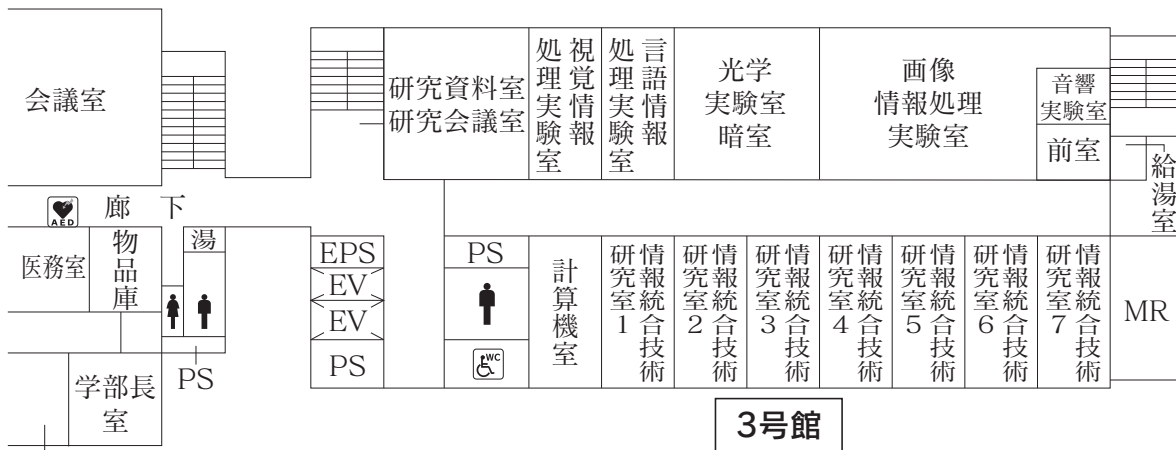 会議室
研究資料室
研究会議室
視覚情報
処理実験室
言語情報
処理実験室
光学
実験室
暗室
画像
情報処理
実験室
音響
実験室
前室
給湯室
AED
廊下
医務室
物品庫
湯
PS
学部長
室
EPS
EV
EV
PS
PS
WC
計算機室
情報統合技術
研究室1
情報統合技術
研究室2
情報統合技術
研究室3
情報統合技術
研究室4
情報統合技術
研究室5
情報統合技術
研究室6
情報統合技術
研究室7
MR
3号館